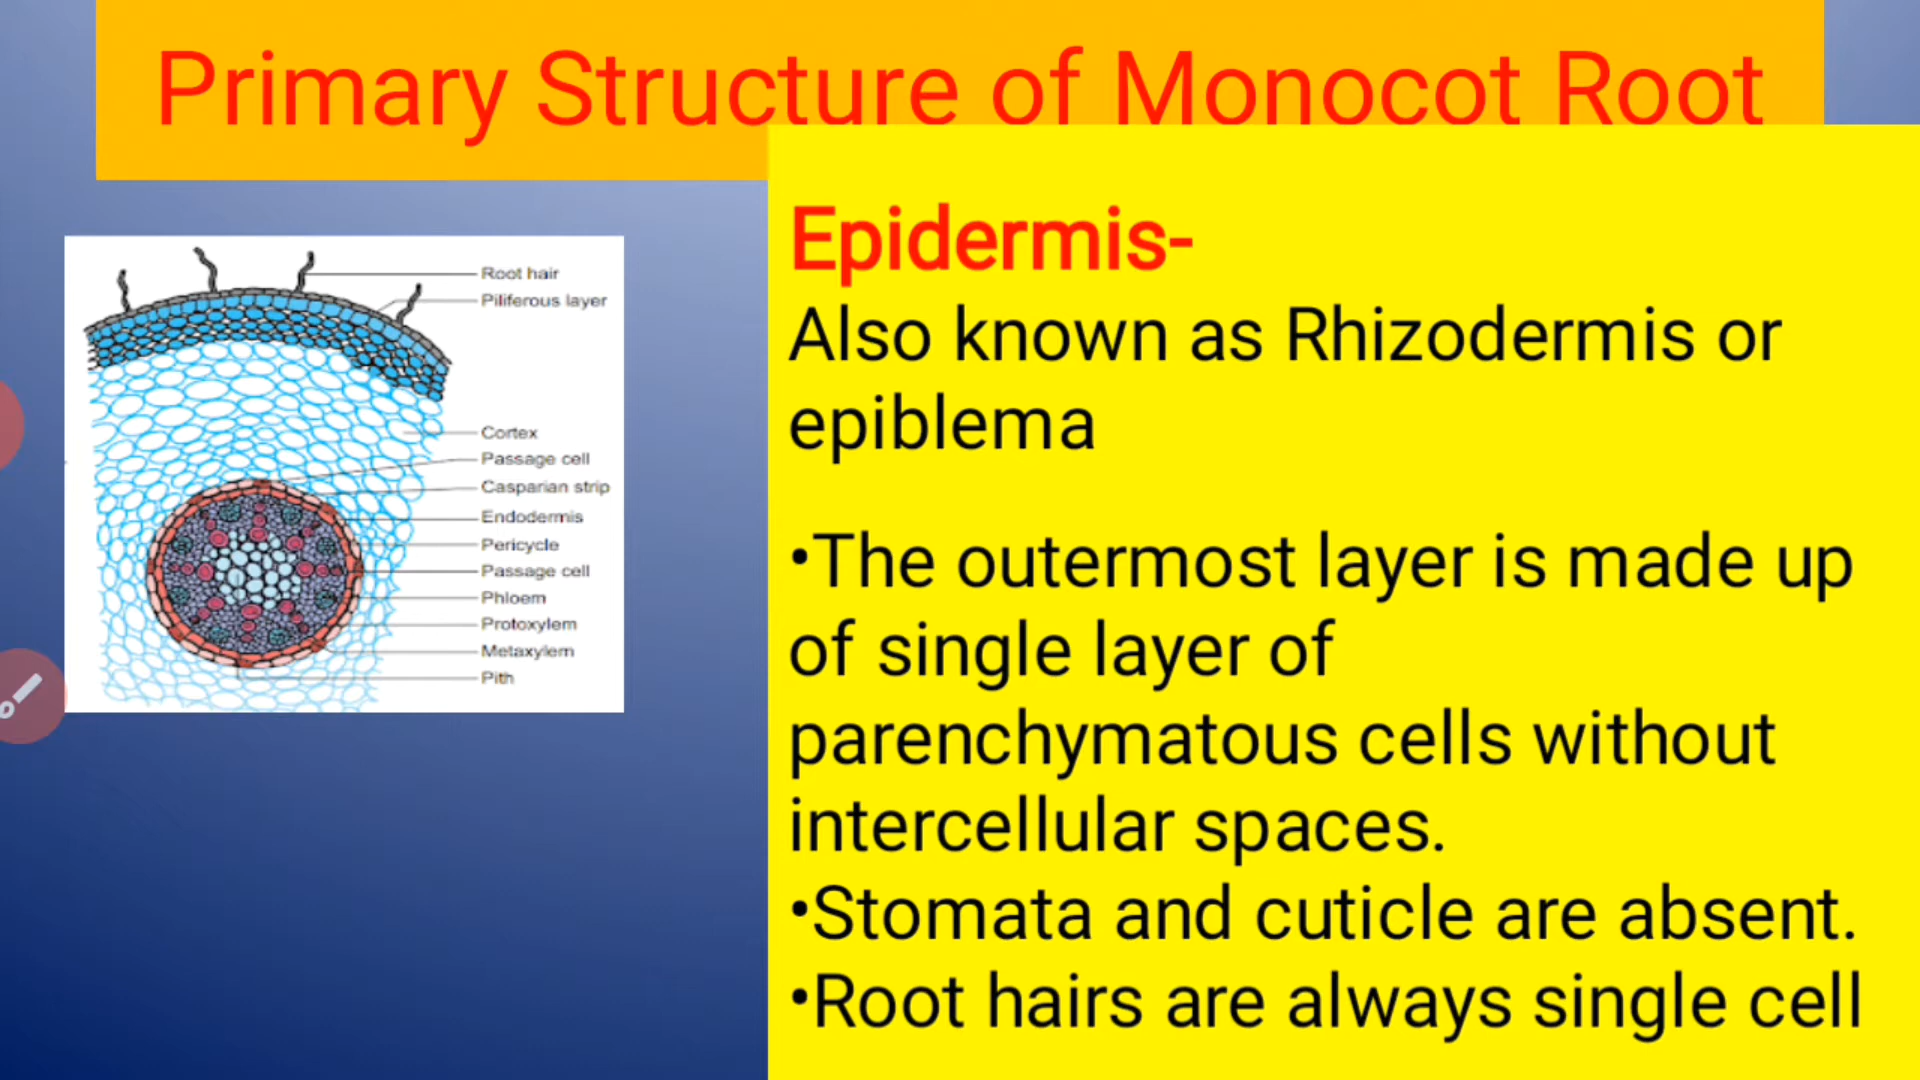 Primary Structure of Monocot Root
Root hair
Piliferous layer
Cortex
Passage cell
Casparian strip
Endodermis
Pericycle
Passage cell
Phloem
Protoxylem
Metaxylem
Pith
Epidermis-
Also known as Rhizodermis or
epiblema
•The outermost layer is made up
of single layer of
parenchymatous cells without
intercellular spaces.
•Stomata and cuticle are absent.
•Root hairs are always single cell